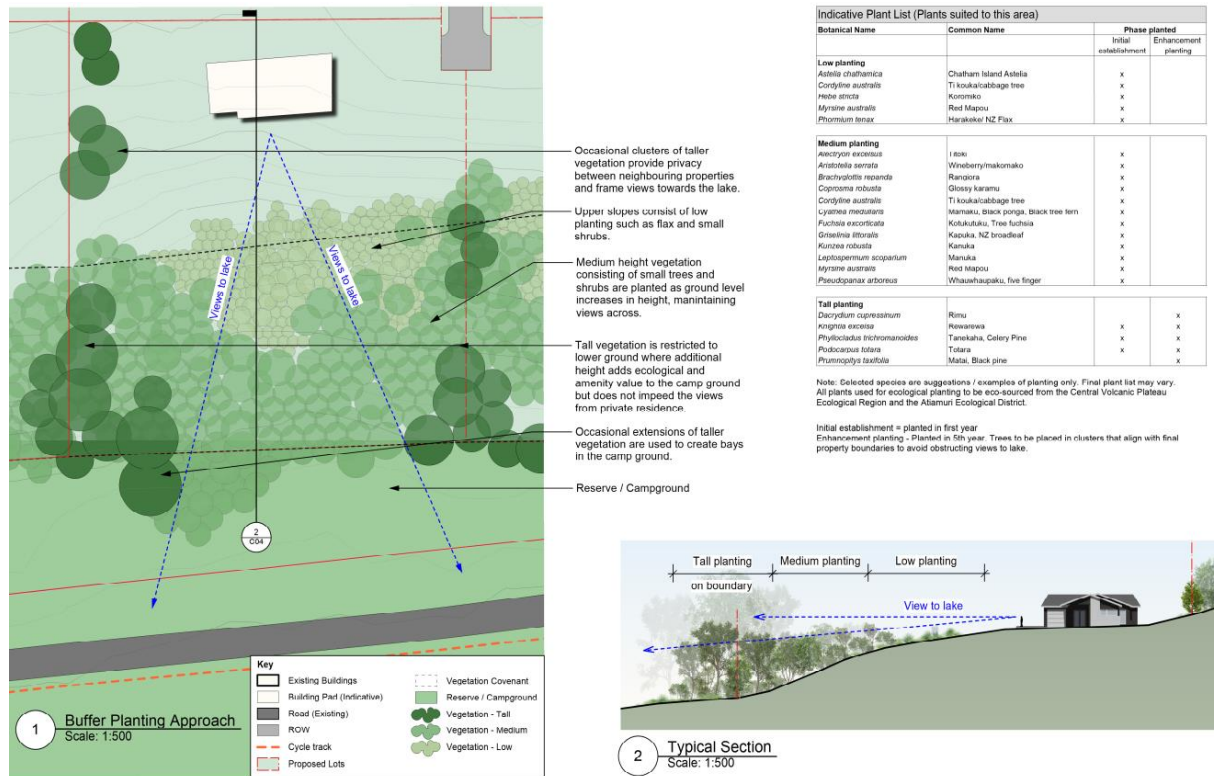 Occasional clusters of taller
vegetation provide privacy
between neighbouring properties
and frame views towards the lake.
Upper slopes consist of low
planting such as flax and small
shrubs.
Medium height vegetation
consisting of small trees and
shrubs are planted as ground level
increases in height, manintaining
views across.
Tall vegetation is restricted to
lower ground where additional
height adds ecological and
amenity value to the camp ground
but does not impeed the views
from private residence.
Occasional extensions of taller
vegetation are used to create bays
in the camp ground.
Reserve / Campground
Views to lake
Views to lake
2
C04
Key
Existing Buildings
Building Pad (Indicative)
Road (Existing)
ROW
Cycle track
Proposed Lots
Vegetation Covenant
Reserve / Campground
Vegetation - Tall
Vegetation - Medium
Vegetation - Low
1 Buffer Planting Approach
Scale: 1:500
Indicative Plant List (Plants suited to this area)
Botanical Name Common Name Phase planted
Initial establishment Enhancement planting
Low planting
Astelia chathamica Chatham Island Astelia x
Cordyline australis Ti kouka/cabbage tree x
Hebe stricta Koromiko x
Myrsine australis Red Mapou x
Phormium tenax Harakeke/ NZ Flax x
Medium planting
Alectryon excelsus Titoki x
Aristotelia serrata Wineberry/makomako x
Brachyglottis repanda Rangiora x
Coprosma robusta Glossy karamu x
Cordyline australis Ti kouka/cabbage tree x
Cyathea medullaris Mamaku, Black ponga, Black tree fern x
Fuchsia excorticata Kotukutuku, Tree fuchsia x
Griselinia littoralis Kapuka, NZ broadleaf x
Kunzea robusta Kanuka x
Leptospermum scoparium Manuka x
Myrsine australis Red Mapou x
Pseudopanax arboreus Whauwhaupaku, five finger x
Tall planting
Dacrydium cupressinum Rimu x
Knightia excelsa Rewarewa x x
Phyllocladus trichromanoides Tanekaha, Celery Pine x x
Podocarpus totara Totara x x
Prumnopitys taxifolia Matai, Black pine x
Note: Selected species are suggestions / examples of planting only. Final plant list may vary.
All plants used for ecological planting to be eco-sourced from the Central Volcanic Plateau
Ecological Region and the Atiamuri Ecological District.
Initial establishment = planted in first year
Enhancement planting - Planted in 5th year. Trees to be placed in clusters that align with final
property boundaries to avoid obstructing views to lake.
Tall planting Medium planting Low planting
on boundary
View to lake
2 Typical Section
Scale: 1:500